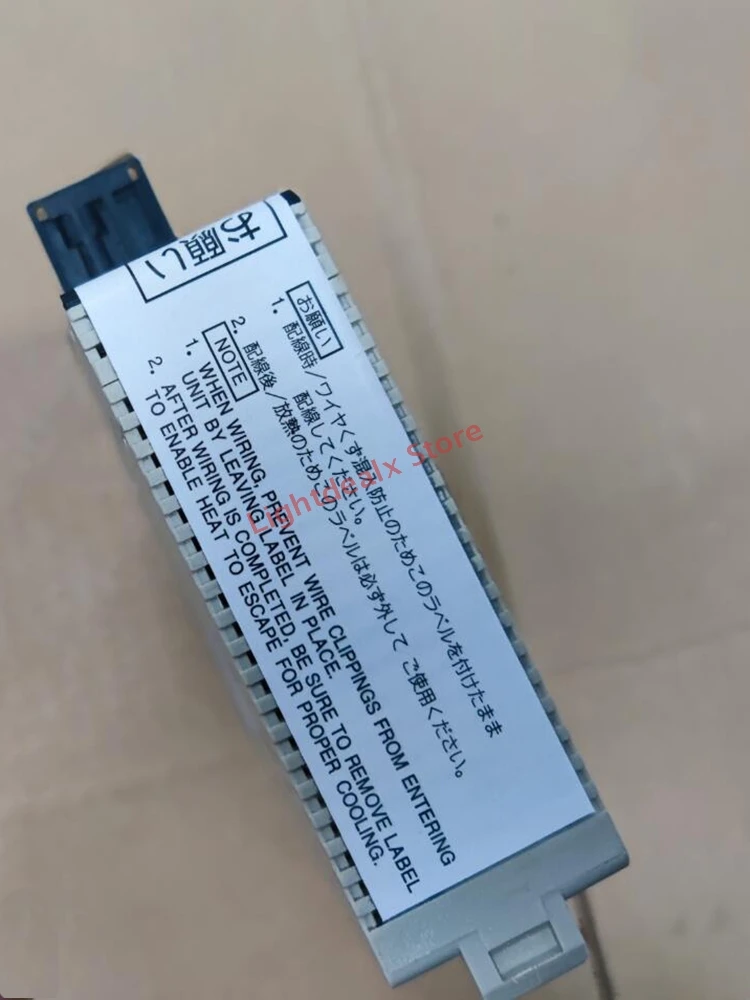 お願い
お願い
1. 配線時/ワイヤくず混入防止のためこのラベルを付けたまま
配線してください。
2. 配線後/放熱のためこのラベルは必ず外して ご使用ください。
NOTE
1. WHEN WIRING, PREVENT WIRE CLIPPINGS FROM ENTERING
UNIT BY LEAVING LABEL IN PLACE.
2. AFTER WIRING IS COMPLETED, BE SURE TO REMOVE LABEL
TO ENABLE HEAT TO ESCAPE FOR PROPER COOLING.
Lightdealx Store